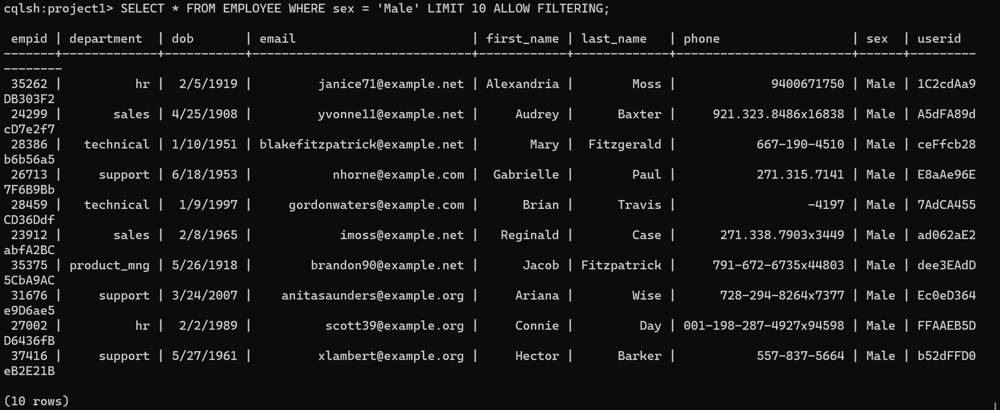 cqlsh:project1> SELECT * FROM EMPLOYEE WHERE sex = 'Male' LIMIT 10 ALLOW FILTERING;

 empid | department  | dob       | email                        | first_name | last_name   | phone                  | sex  | userid
-------+-------------+-----------+------------------------------+------------+-------------+------------------------+------+--------
--------
 35262 |          hr |  2/5/1919 |         janice71@example.net | Alexandria |        Moss |             9400671750 | Male | 1C2cdAa9
DB303F2
 24299 |       sales | 4/25/1908 |         yvonne11@example.net |     Audrey |      Baxter |     921.323.8486x16838 | Male | A5dFA89d
cD7e2f7
 28386 |   technical | 1/10/1951 | blakefitzpatrick@example.net |       Mary |  Fitzgerald |           667-190-4510 | Male | ceFfcb28
b6b56a5
 26713 |     support | 6/18/1953 |           nhorne@example.com |  Gabrielle |        Paul |           271.315.7141 | Male | E8aAe96E
7F6B9Bb
 28459 |   technical |  1/9/1997 |     gordonwaters@example.com |      Brian |      Travis |                  -4197 | Male | 7AdCA455
CD36Ddf
 23912 |       sales |  2/8/1965 |            imoss@example.net |   Reginald |        Case |      271.338.7903x3449 | Male | ad062aE2
abfA2BC
 35375 | product_mng | 5/26/1918 |        brandon90@example.net |      Jacob | Fitzpatrick |     791-672-6735x44803 | Male | dee3EAdD
5CbA9AC
 31676 |     support | 3/24/2007 |    anitasaunders@example.org |     Ariana |        Wise |      728-294-8264x7377 | Male | Ec0eD364
e9D6ae5
 27002 |          hr |  2/2/1989 |          scott39@example.org |     Connie |         Day | 001-198-287-4927x94598 | Male | FFAAEB5D
D6436fB
 37416 |     support | 5/27/1961 |         xlambert@example.org |     Hector |      Barker |           557-837-5664 | Male | b52dFFD0
eB2E21B

(10 rows)